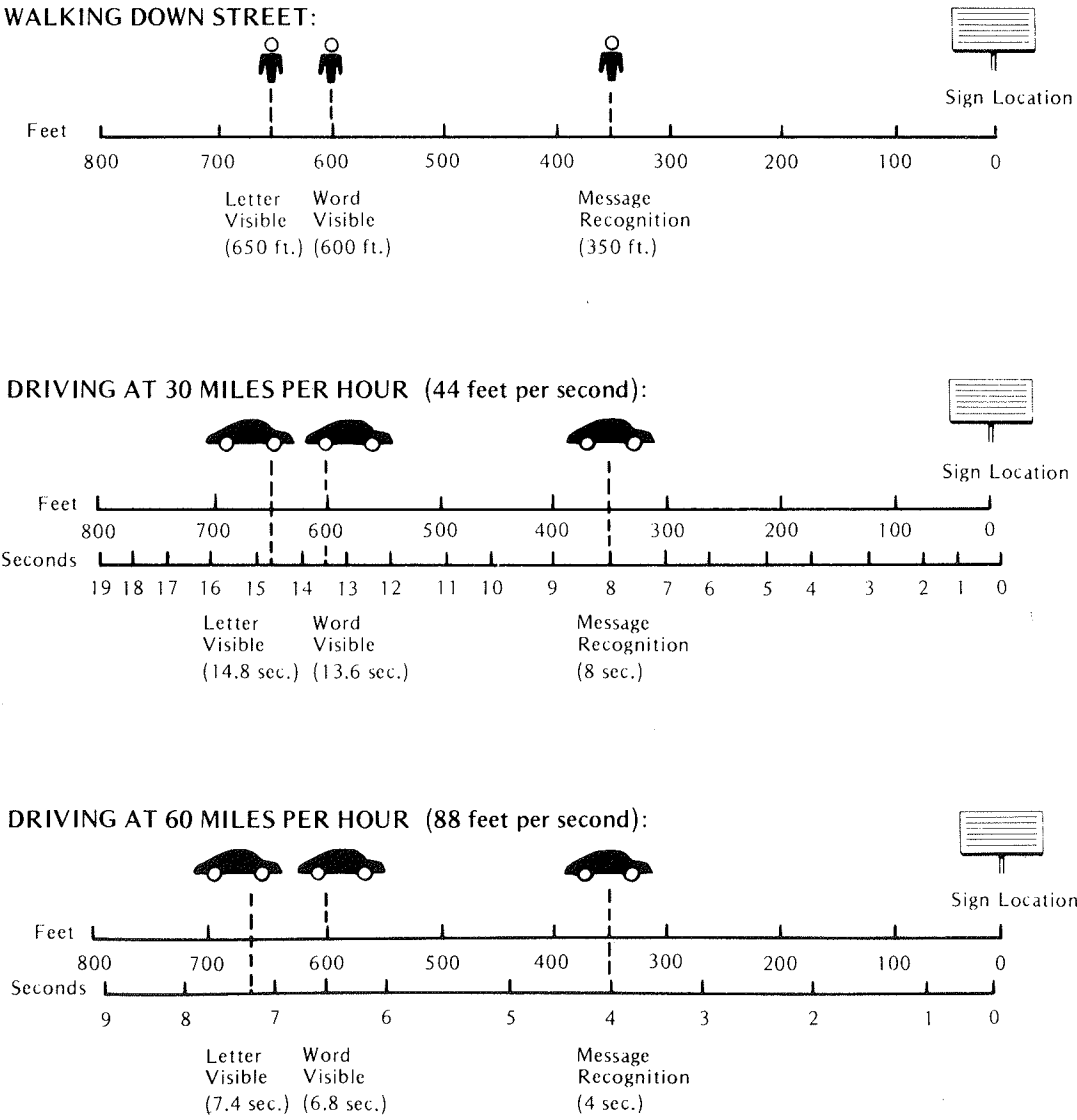 WALKING DOWN STREET:
Sign Location
Feet
800 700 600 500 400 300 200 100 0
Letter Word Message
Visible Visible Recognition
(650 ft.) (600 ft.) (350 ft.)
DRIVING AT 30 MILES PER HOUR (44 feet per second):
Sign Location
Feet
800 700 600 500 400 300 200 100 0
Seconds
19 18 17 16 15 14 13 12 11 10 9 8 7 6 5 4 3 2 1 0
Letter Word Message
Visible Visible Recognition
(14.8 sec.) (13.6 sec.) (8 sec.)
DRIVING AT 60 MILES PER HOUR (88 feet per second):
Sign Location
Feet
800 700 600 500 400 300 200 100 0
Seconds
9 8 7 6 5 4 3 2 1 0
Letter Word Message
Visible Visible Recognition
(7.4 sec.) (6.8 sec.) (4 sec.)